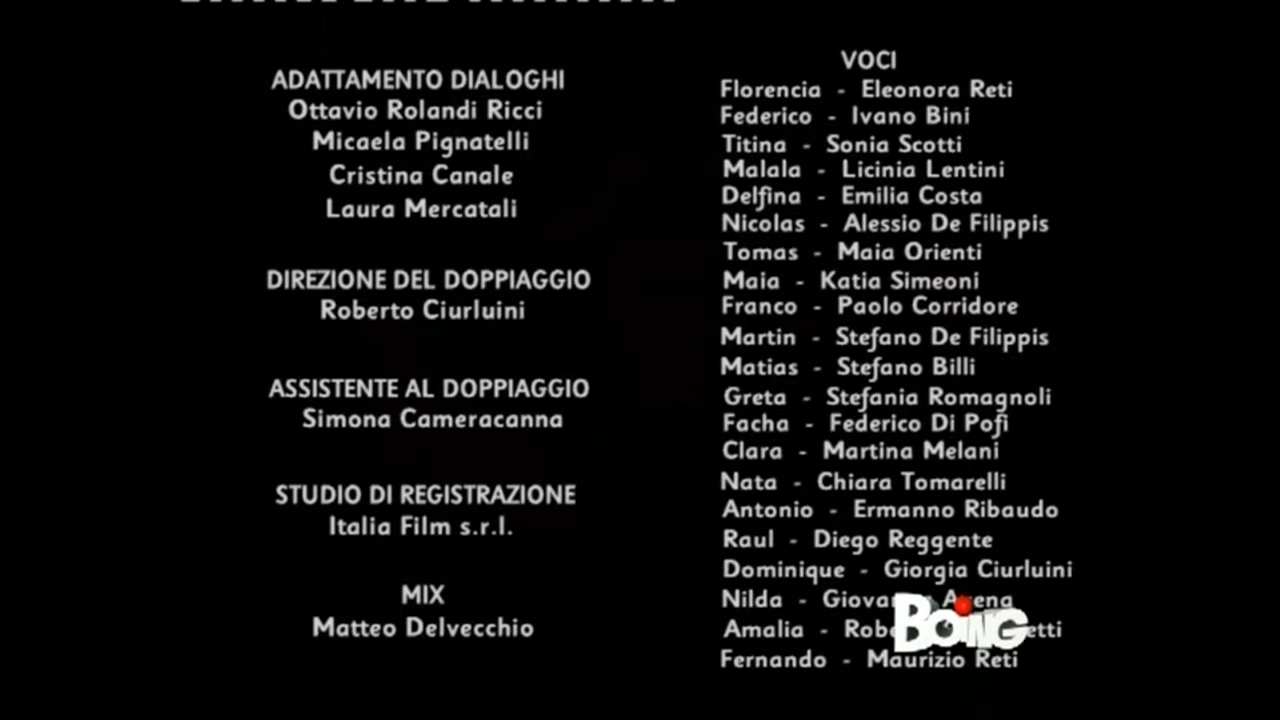 ADATTAMENTO DIALOGHI
Ottavio Rolandi Ricci
Micaela Pignatelli
Cristina Canale
Laura Mercatali
DIREZIONE DEL DOPPIAGGIO
Roberto Ciurluini
ASSISTENTE AL DOPPIAGGIO
Simona Cameracanna
STUDIO DI REGISTRAZIONE
Italia Film s.r.l.
MIX
Matteo Delvecchio
VOCI
Florencia - Eleonora Reti
Federico - Ivano Bini
Titina - Sonia Scotti
Malala - Licinia Lentini
Delfina - Emilia Costa
Nicolas - Alessio De Filippis
Tomas - Maia Orienti
Maia - Katia Simeoni
Franco - Paolo Corridore
Martin - Stefano De Filippis
Matias - Stefano Billi
Greta - Stefania Romagnoli
Facha - Federico Di Pofi
Clara - Martina Melani
Nata - Chiara Tomarelli
Antonio - Ermanno Ribaudo
Raul - Diego Reggente
Dominique - Giorgia Ciurluini
Nilda -
Amalia -
Fernando - Maurizio Reti
BOING